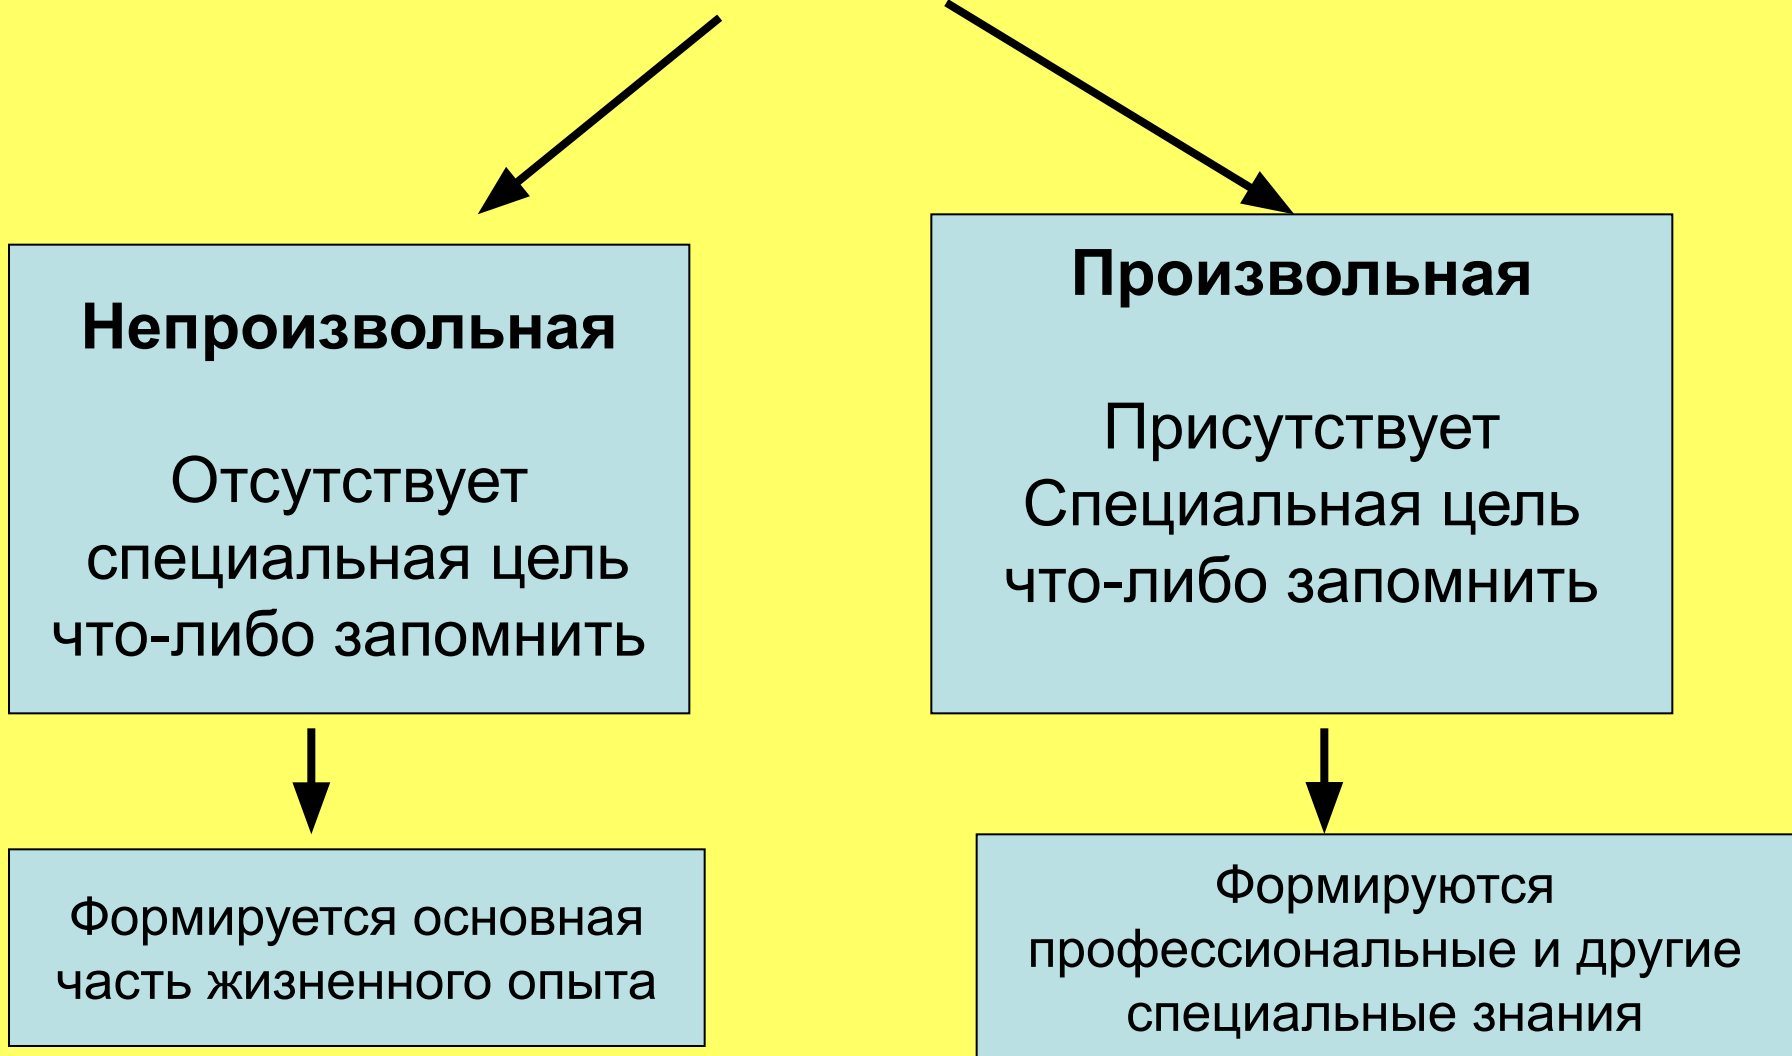 Непроизвольная
Отсутствует
специальная цель
что-либо запомнить
Произвольная
Присутствует
Специальная цель
что-либо запомнить
Формируется основная
часть жизненного опыта
Формируются
профессиональные и другие
специальные знания